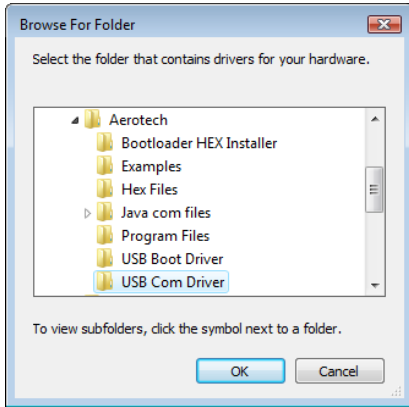 Browse For Folder
Select the folder that contains drivers for your hardware.
Aerotech
Bootloader HEX Installer
Examples
Hex Files
Java com files
Program Files
USB Boot Driver
USB Com Driver
To view subfolders, click the symbol next to a folder.
OK Cancel